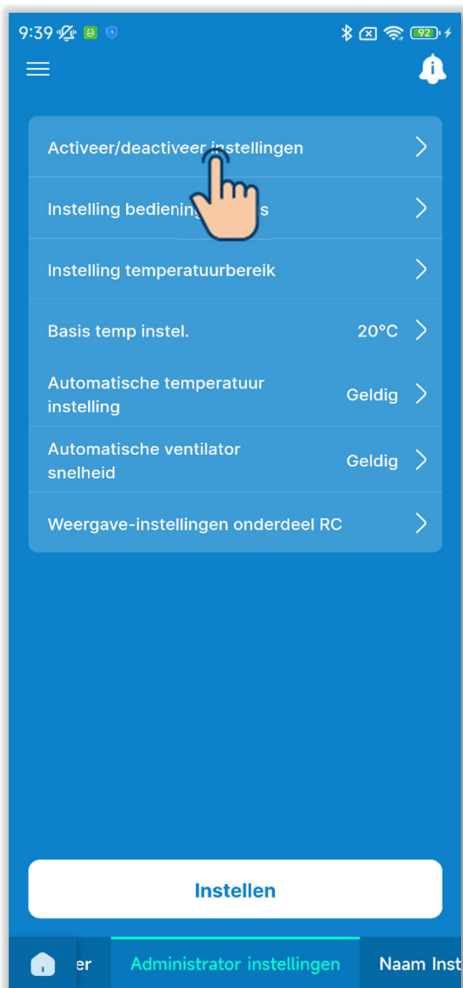 9:39
92
Activeer/deactiveer instellingen
Instelling s
Instelling temperatuurbereik
Basis temp instel. 20°C
Automatische temperatuur
instelling
Geldig
Automatische ventilator
snelheid
Geldig
Weergave-instellingen onderdeel RC
Instellen
er Administrator instellingen Naam Inst